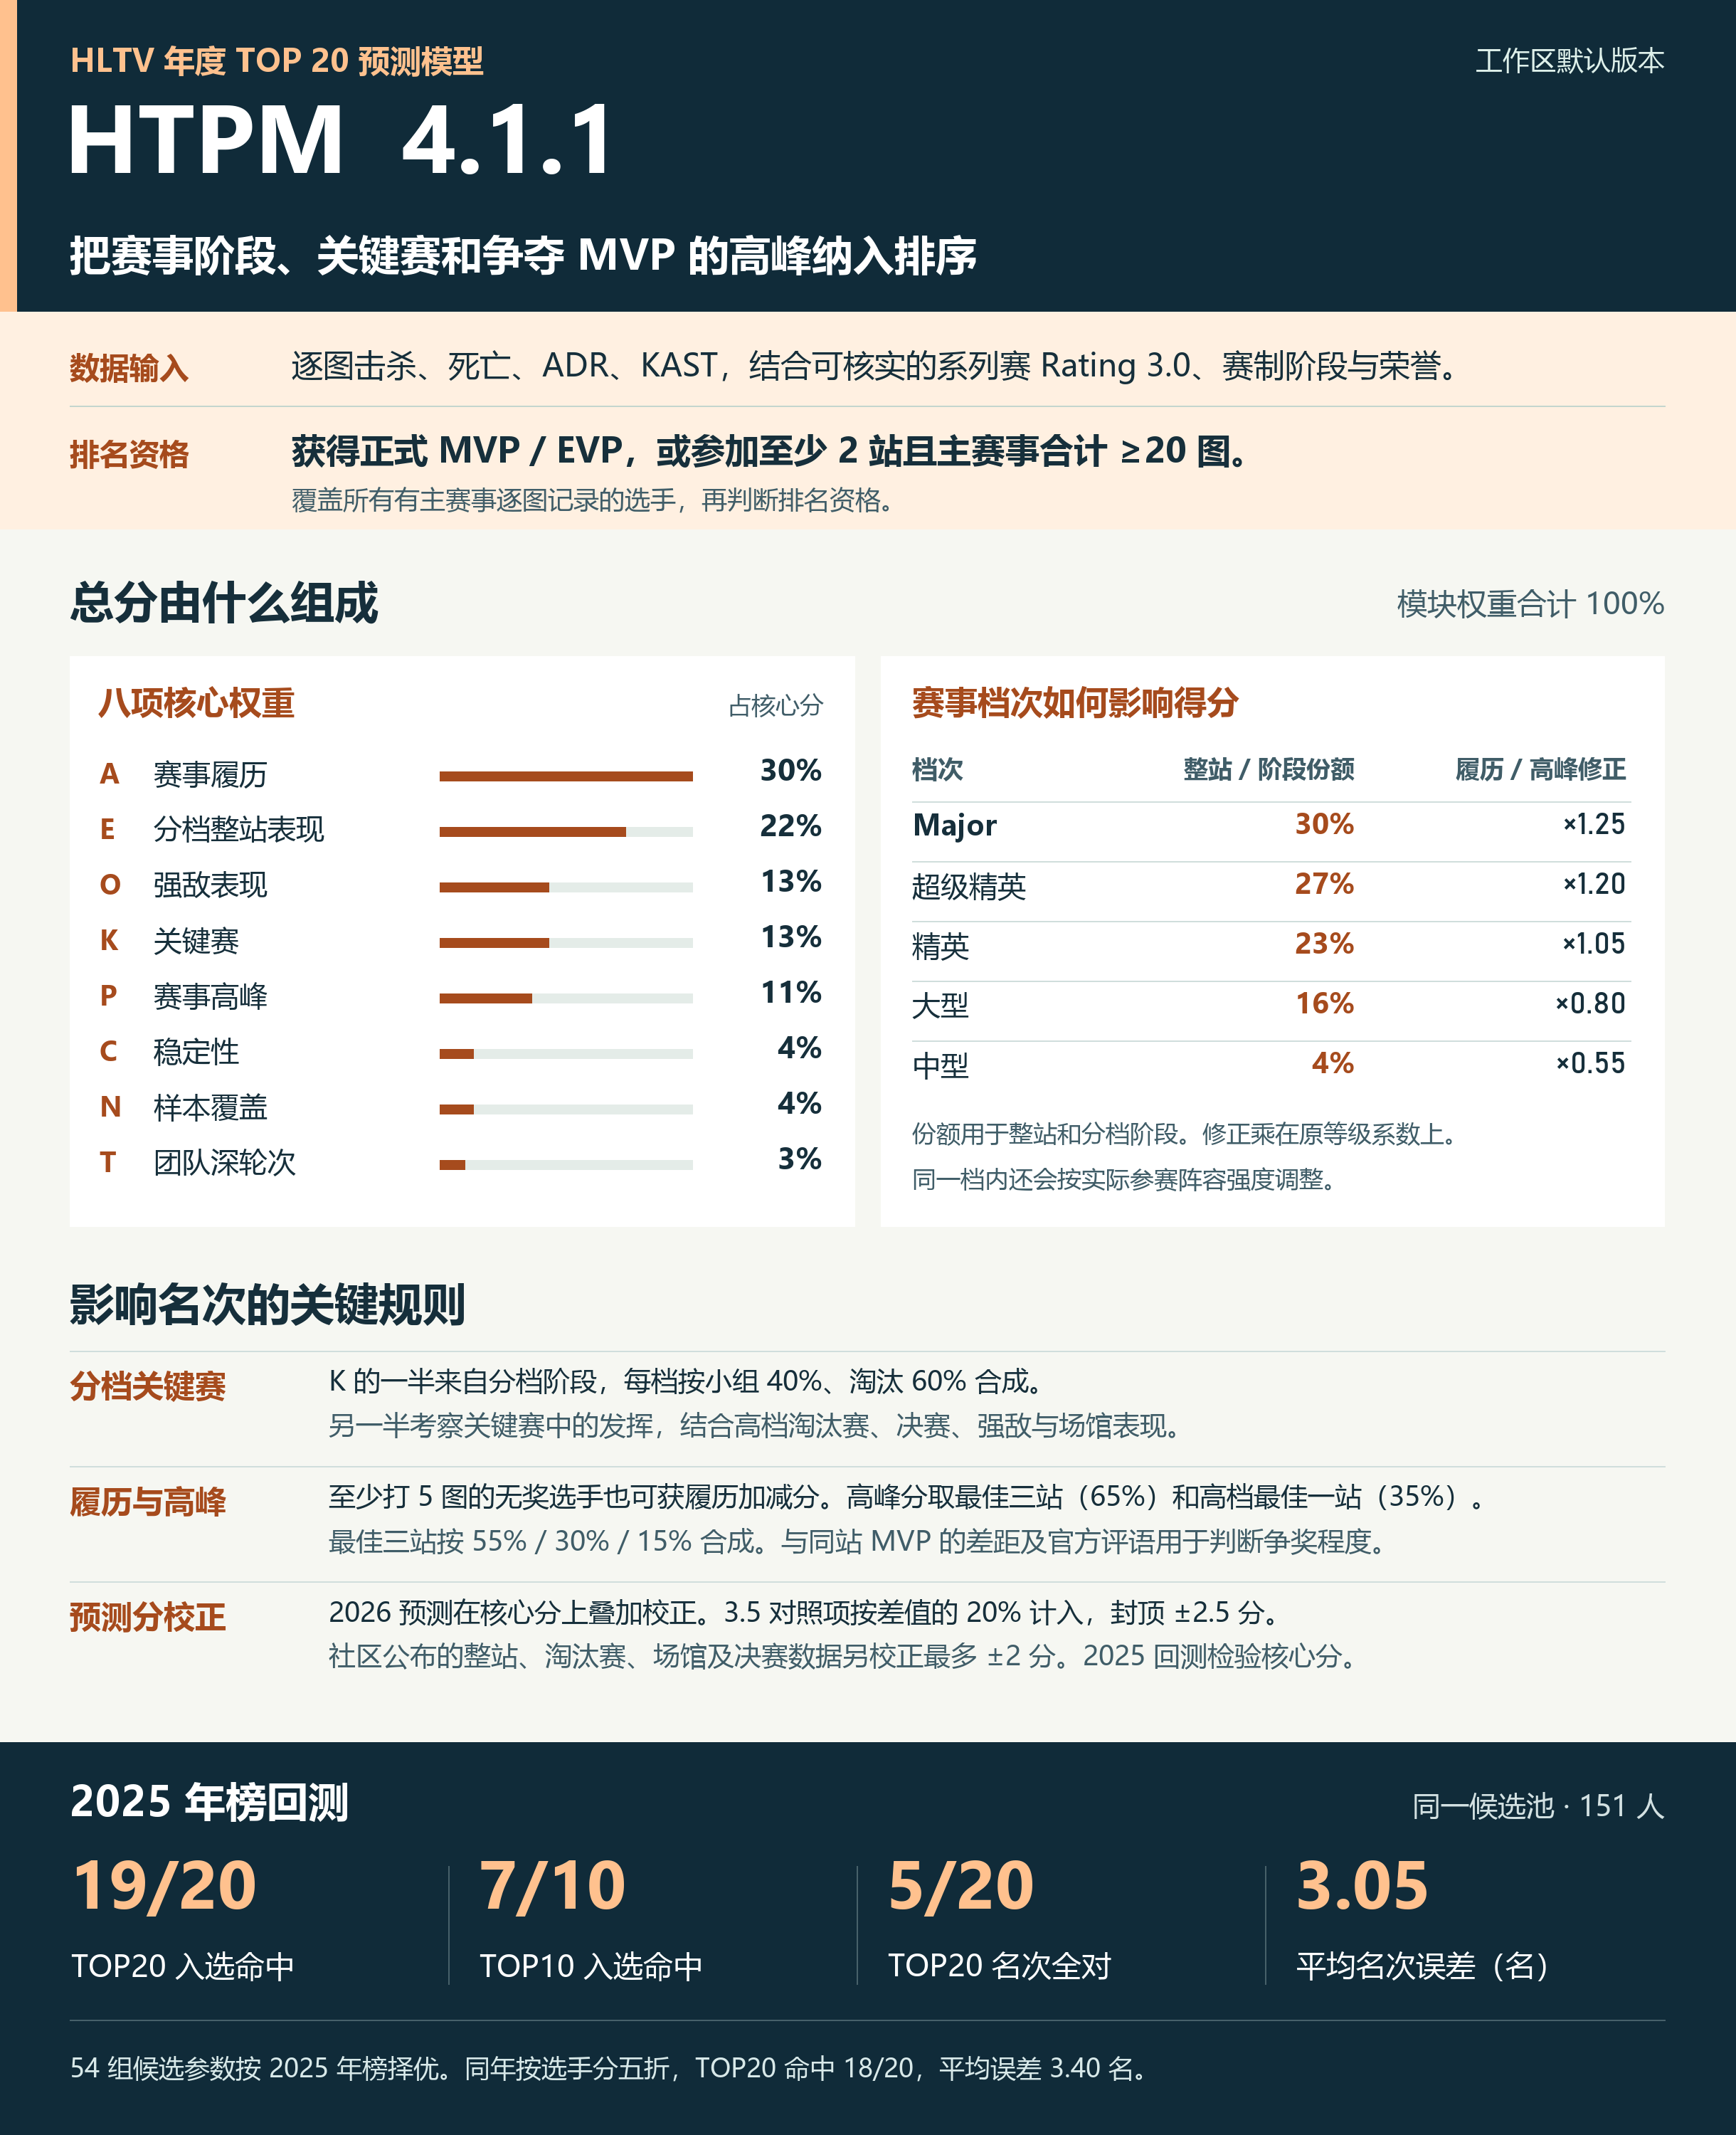 HLTV 年度 TOP 20 预测模型
工作区默认版本
HTPM 4.1.1
把赛事阶段、关键赛和争夺 MVP 的高峰纳入排序
数据输入
逐图击杀、死亡、ADR、KAST，结合可核实的系列赛 Rating 3.0、赛制阶段与荣誉。
排名资格
获得正式 MVP / EVP，或参加至少 2 站且主赛事合计 ≥20 图。
覆盖所有有主赛事逐图记录的选手，再判断排名资格。
总分由什么组成
模块权重合计 100%
八项核心权重
占核心分
A 赛事履历 30%
E 分档整站表现 22%
O 强敌表现 13%
K 关键赛 13%
P 赛事高峰 11%
C 稳定性 4%
N 样本覆盖 4%
T 团队深轮次 3%
赛事档次如何影响得分
档次 整站 / 阶段份额 履历 / 高峰修正
Major 30% ×1.25
超级精英 27% ×1.20
精英 23% ×1.05
大型 16% ×0.80
中型 4% ×0.55
份额用于整站和分档阶段。修正乘在原等级系数上。
同一档内还会按实际参赛阵容强度调整。
影响名次的关键规则
分档关键赛
K 的一半来自分档阶段，每档按小组 40%、淘汰 60% 合成。
另一半考察关键赛中的发挥，结合高档淘汰赛、决赛、强敌与场馆表现。
履历与高峰
至少打 5 图的无奖选手也可获履历加减分。高峰分取最佳三站（65%）和高档最佳一站（35%）。
最佳三站按 55% / 30% / 15% 合成。与同站 MVP 的差距及官方评语用于判断争奖程度。
预测分校正
2026 预测在核心分上叠加校正。3.5 对照项按差值的 20% 计入，封顶 ±2.5 分。
社区公布的整站、淘汰赛、场馆及决赛数据另校正最多 ±2 分。2025 回测检验核心分。
2025 年榜回测
同一候选池 · 151 人
19/20 7/10 5/20 3.05
TOP20 入选命中 TOP10 入选命中 TOP20 名次全对 平均名次误差（名）
54 组候选参数按 2025 年榜择优。同年按选手分五折，TOP20 命中 18/20，平均误差 3.40 名。